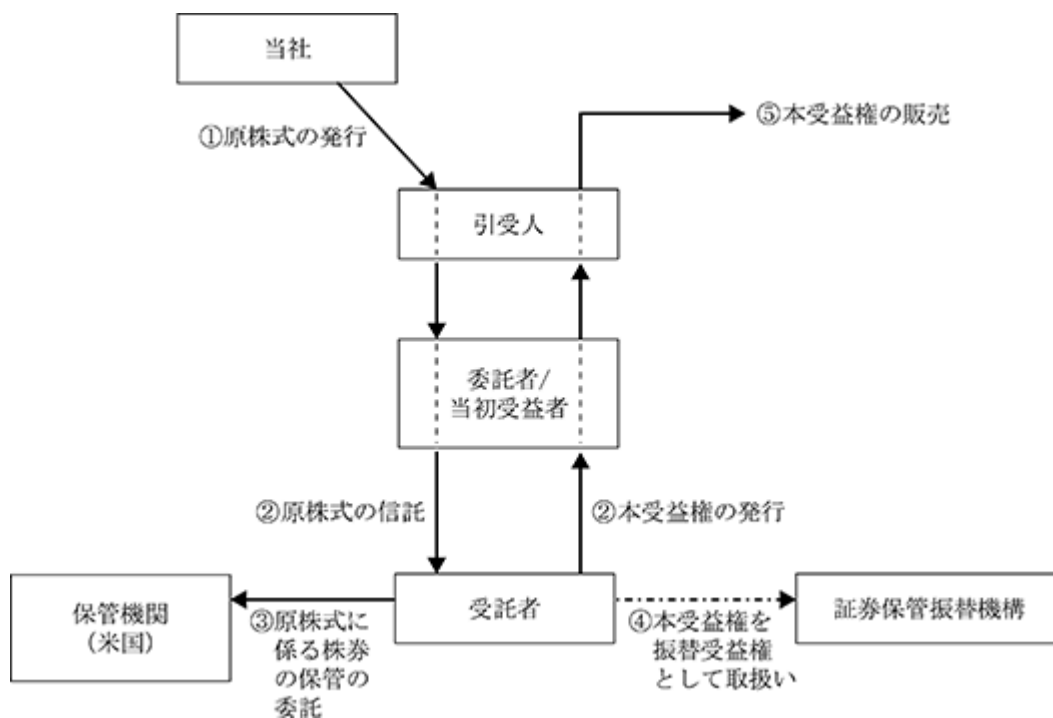 当社
①原株式の発行
⑤本受益権の販売
引受人
委託者/
当初受益者
②原株式の信託
②本受益権の発行
保管機関
（米国）
③原株式に
係る株券
の保管の
委託
受託者
④本受益権を
振替受益権
として取扱い
証券保管振替機構